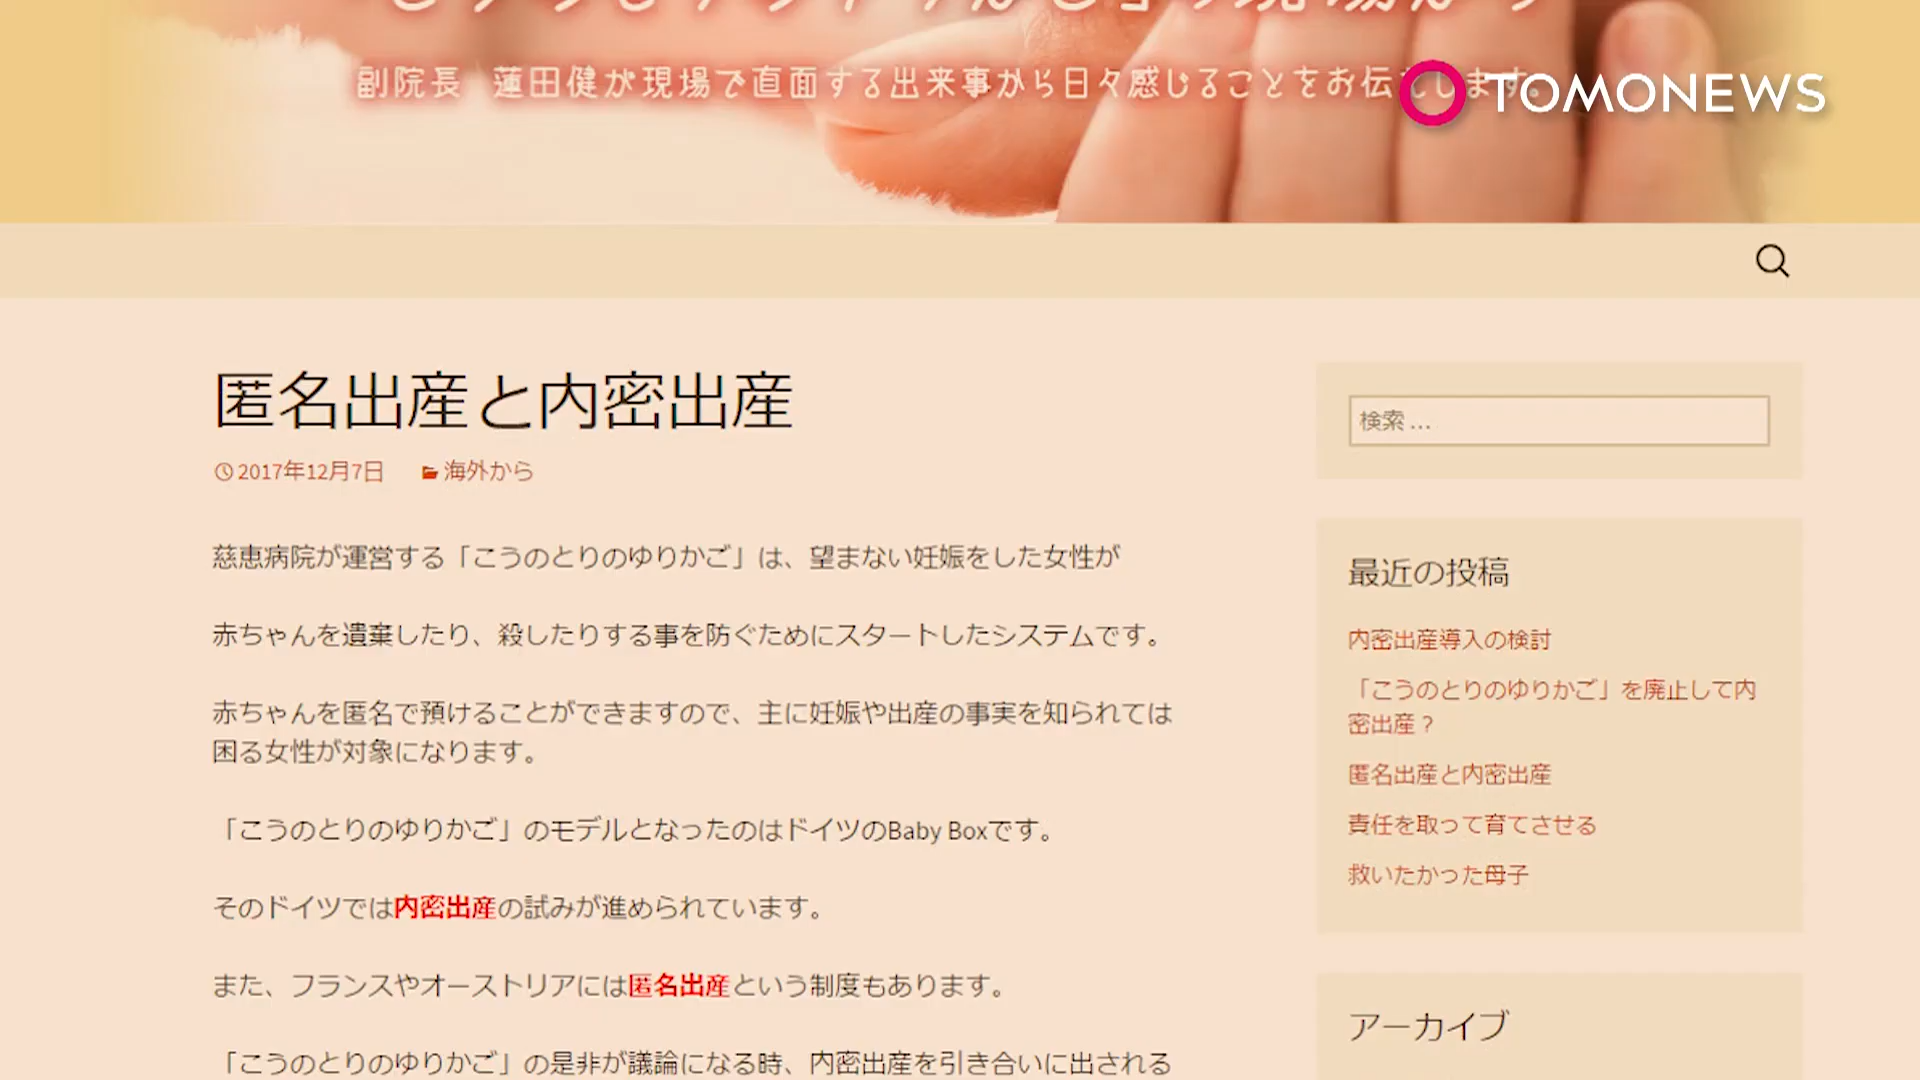 副院長 蓮田健が現場で直面する出来事から日々感じることをお伝えします。
TOMONEWS
匿名出産と内密出産
2017年12月7日 海外から
慈恵病院が運営する「こうのとりのゆりかご」は、望まない妊娠をした女性が
赤ちゃんを遺棄したり、殺したりする事を防ぐためにスタートしたシステムです。
赤ちゃんを匿名で預けることができますので、主に妊娠や出産の事実を知られては
困る女性が対象になります。
「こうのとりのゆりかご」のモデルとなったのはドイツのBaby Boxです。
そのドイツでは内密出産の試みが進められています。
また、フランスやオーストリアには匿名出産という制度もあります。
「こうのとりのゆりかご」の是非が議論になる時、内密出産を引き合いに出される
検索 ...
最近の投稿
内密出産導入の検討
「こうのとりのゆりかご」を廃止して内
密出産？
匿名出産と内密出産
責任を取って育てさせる
救いたかった母子
アーカイブ